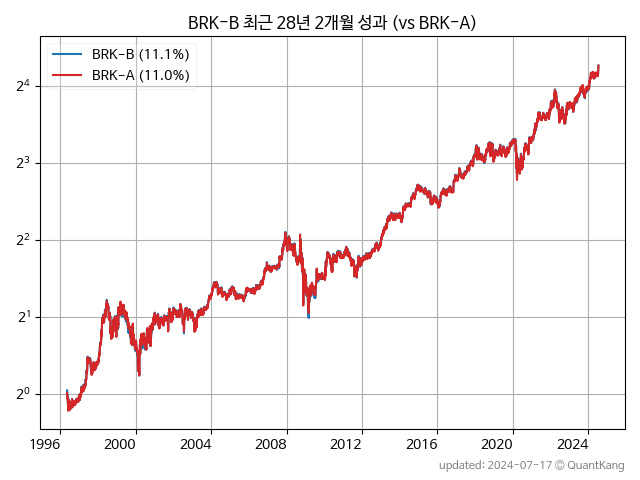 BRK-B 최근 28년 2개월 성과 (vs BRK-A)
BRK-B (11.1%)
BRK-A (11.0%)
2⁴
2³
2²
2¹
2⁰
1996 2000 2004 2008 2012 2016 2020 2024
updated: 2024-07-17 © QuantKang